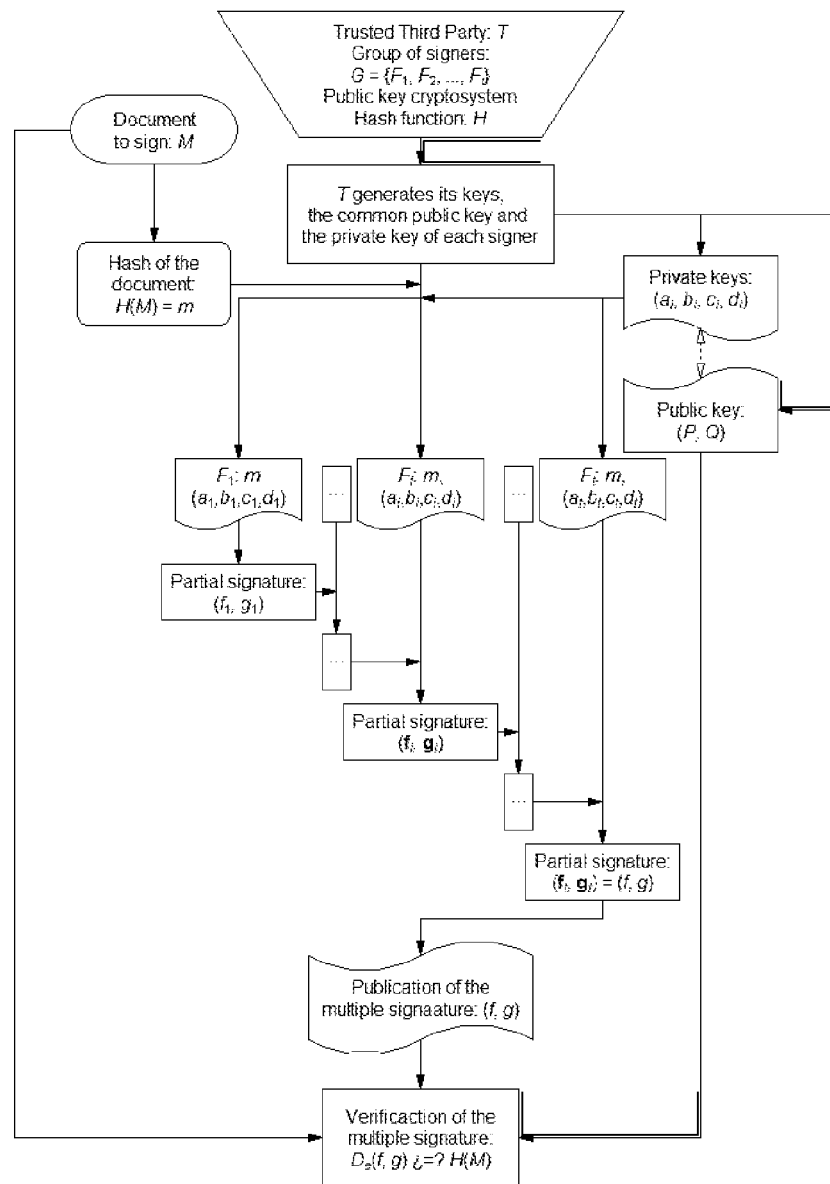 Trusted Third Party: T
Group of signers:
G = {F1, F2, ..., Ft}
Public key cryptosystem
Hash function: H
Document
to sign: M
T generates its keys,
the common public key and
the private key of each signer
Hash of the
document:
H(M) = m
Private keys:
(ai, bi, ci, di)
Public key:
(P, Q)
F1: m
(a1,b1,c1,d1)
...
Fi: m,
(ai,bi,ci,di)
...
Ft: m,
(at,bt,ct,dt)
Partial signature:
(f1, g1)
...
Partial signature:
(fi, gi)
...
Partial signature:
(ft, gt) = (f, g)
Publication of the
multiple signaature: (f, g)
Verificaction of the
multiple signature:
De(f, g) ¿=? H(M)